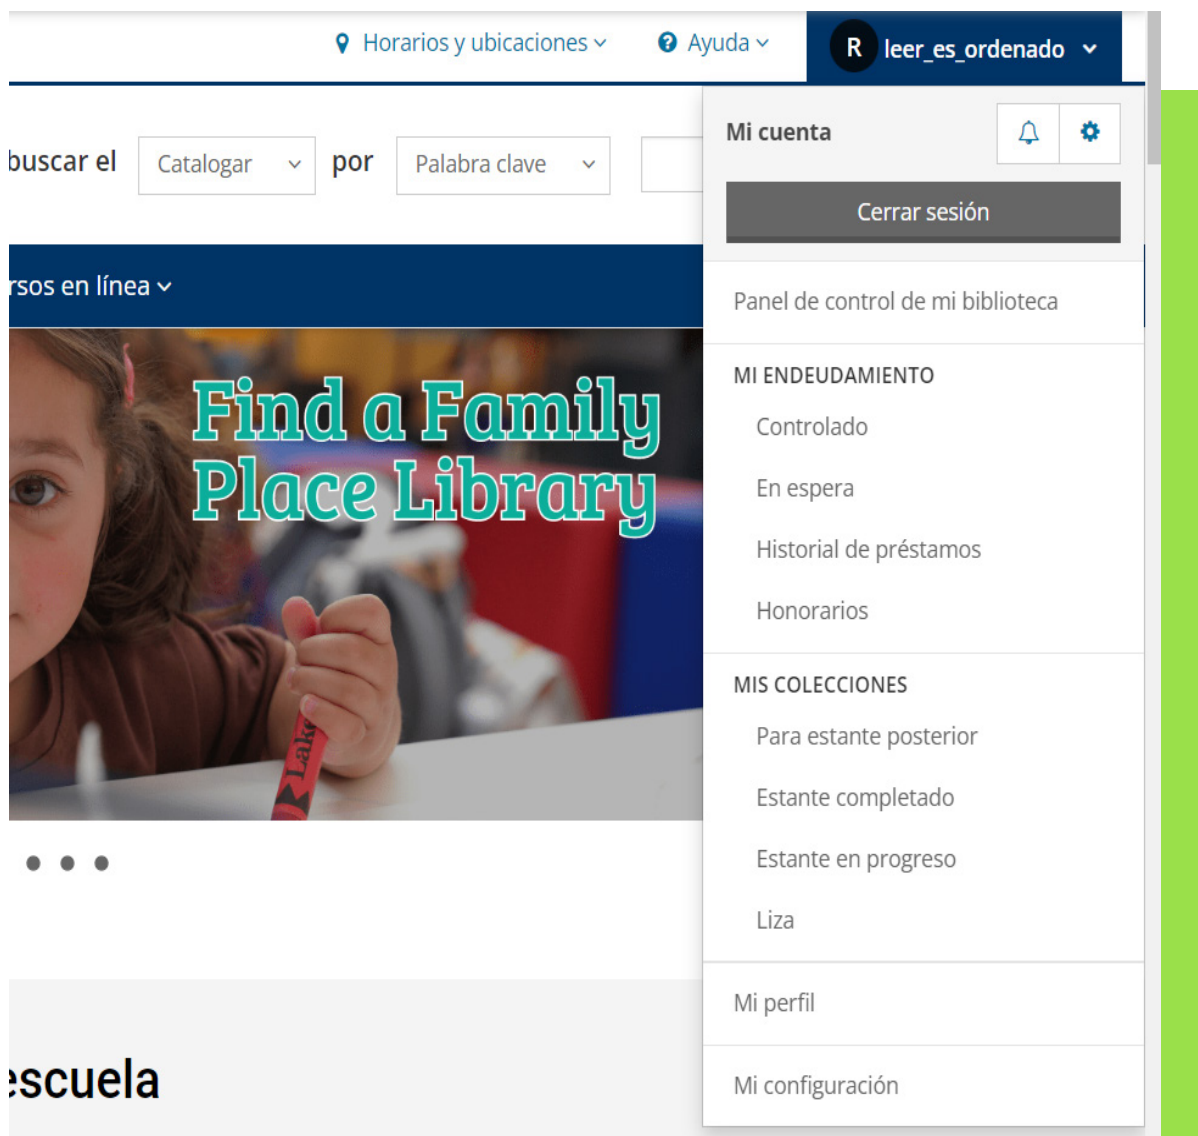 Horarios y ubicaciones Ayuda R leer_es_ordenado
Mi cuenta
buscar el Catalogar por Palabra clave
Cerrar sesión
rsos en línea
Panel de control de mi biblioteca
Find a Family
Place Library
MI ENDEUDAMIENTO
Controlado
En espera
Historial de préstamos
Honorarios
MIS COLECCIONES
Para estante posterior
Lake
Estante completado
Estante en progreso
Liza
Mi perfil
escuela
Mi configuración